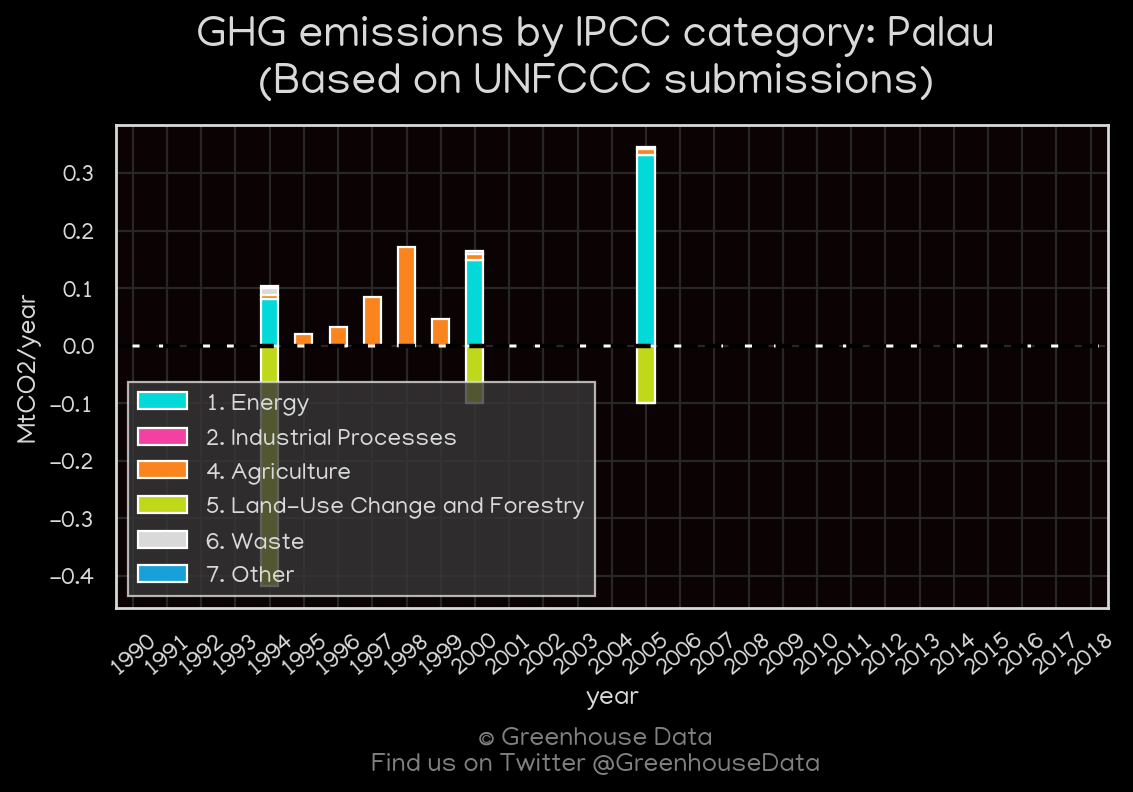 GHG emissions by IPCC category: Palau
(Based on UNFCCC submissions)
MtCO2/year
0.3
0.2
0.1
0.0
−0.1
−0.2
−0.3
−0.4
1. Energy
2. Industrial Processes
4. Agriculture
5. Land-Use Change and Forestry
6. Waste
7. Other
1990 1991 1992 1993 1994 1995 1996 1997 1998 1999 2000 2001 2002 2003 2004 2005 2006 2007 2008 2009 2010 2011 2012 2013 2014 2015 2016 2017 2018
year
© Greenhouse Data
Find us on Twitter @GreenhouseData